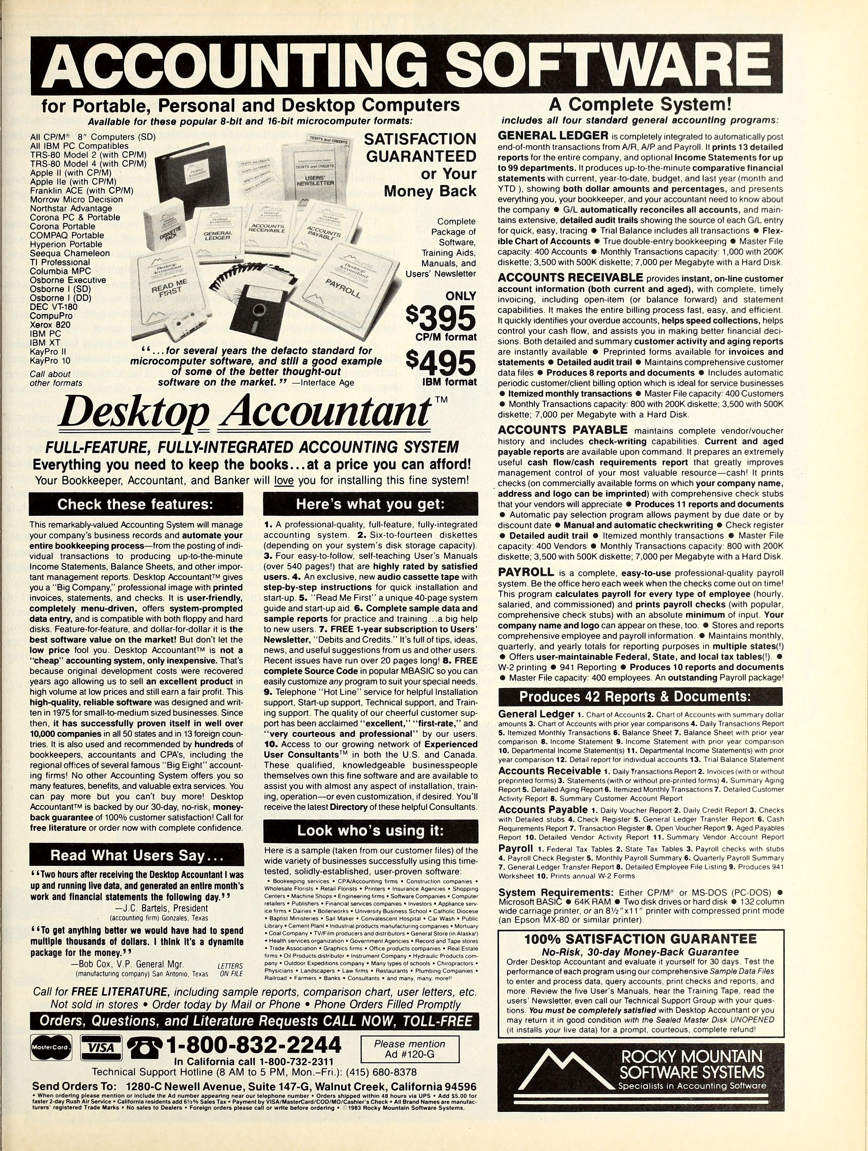 ACCOUNTING SOFTWARE
for Portable, Personal and Desktop Computers
Available for these popular 8-bit and 16-bit microcomputer formats:
All CP/M® 8" Computers (SD)
All IBM PC Compatibles
TRS-80 Model 2 (with CP/M)
TRS-80 Model 4 (with CP/M)
Apple II (with CP/M)
Apple IIe (with CP/M)
Franklin ACE (with CP/M)
Morrow Micro Decision
Northstar Advantage
Corona PC & Portable
Corona Portable
COMPAQ Portable
Hyperion Portable
Seequa Chameleon
TI Professional
Columbia MPC
Osborne Executive
Osborne I (SD)
Osborne I (DD)
DEC VT-180
CompuPro
Xerox 820
IBM PC
IBM XT
KayPro II
KayPro 10
Call about
other formats
DEBITS and CREDITS
USERS'
NEWSLETTER
DISKETTE
PACK
GENERAL
LEDGER
ACCOUNTS
RECEIVABLE
ACCOUNTS
PAYABLE
READ ME
FIRST
PAYROLL
SATISFACTION
GUARANTEED
or Your
Money Back
Complete
Package of
Software,
Training Aids,
Manuals, and
Users' Newsletter
ONLY
$395
CP/M format
$495
IBM format
"...for several years the defacto standard for
microcomputer software, and still a good example
of some of the better thought-out
software on the market." —Interface Age
Desktop Accountant™
FULL-FEATURE, FULLY-INTEGRATED ACCOUNTING SYSTEM
Everything you need to keep the books...at a price you can afford!
Your Bookkeeper, Accountant, and Banker will love you for installing this fine system!
Check these features:
This remarkably-valued Accounting System will manage
your company's business records and automate your
entire bookkeeping process—from the posting of indi-
vidual transactions to producing up-to-the-minute
Income Statements, Balance Sheets, and other impor-
tant management reports. Desktop Accountant™ gives
you a "Big Company," professional image with printed
invoices, statements, and checks. It is user-friendly,
completely menu-driven, offers system-prompted
data entry, and is compatible with both floppy and hard
disks. Feature-for-feature, and dollar-for-dollar it is the
best software value on the market! But don't let the
low price fool you. Desktop Accountant™ is not a
"cheap" accounting system, only inexpensive. That's
because original development costs were recovered
years ago allowing us to sell an excellent product in
high volume at low prices and still earn a fair profit. This
high-quality, reliable software was designed and writ-
ten in 1975 for small-to-medium sized businesses. Since
then, it has successfully proven itself in well over
10,000 companies in all 50 states and in 13 foreign coun-
tries. It is also used and recommended by hundreds of
bookkeepers, accountants and CPA's, including the
regional offices of several famous "Big Eight" account-
ing firms! No other Accounting System offers you so
many features, benefits, and valuable extra services. You
can pay more but you can't buy more! Desktop
Accountant™ is backed by our 30-day, no-risk, money-
back guarantee of 100% customer satisfaction! Call for
free literature or order now with complete confidence.
Read What Users Say...
"Two hours after receiving the Desktop Accountant I was
up and running live data, and generated an entire month's
work and financial statements the following day."
—J.C. Bartels, President
(accounting firm) Gonzales, Texas
"To get anything better we would have had to spend
multiple thousands of dollars. I think it's a dynamite
package for the money."
—Bob Cox, V.P. General Mgr.
(manufacturing company) San Antonio, Texas
LETTERS
ON FILE
Here's what you get:
1. A professional-quality, full-feature, fully-integrated
accounting system. 2. Six-to-fourteen diskettes
(depending on your system's disk storage capacity).
3. Four easy-to-follow, self-teaching User's Manuals
(over 540 pages!) that are highly rated by satisfied
users. 4. An exclusive, new audio cassette tape with
step-by-step instructions for quick installation and
start-up. 5. "Read Me First" a unique 40-page system
guide and start-up aid. 6. Complete sample data and
sample reports for practice and training...a big help
to new users. 7. FREE 1-year subscription to Users'
Newsletter, "Debits and Credits." It's full of tips, ideas,
news, and useful suggestions from us and other users.
Recent issues have run over 20 pages long! 8. FREE
complete Source Code in popular MBASIC so you can
easily customize any program to suit your special needs.
9. Telephone "Hot Line" service for helpful Installation
support, Start-up support, Technical support, and Train-
ing support. The quality of our cheerful customer sup-
port has been acclaimed "excellent," "first-rate," and
"very courteous and professional" by our users.
10. Access to our growing network of Experienced
User Consultants™ in both the U.S. and Canada.
These qualified, knowledgeable businesspeople
themselves own this fine software and are available to
assist you with almost any aspect of installation, train-
ing, operation—or even customization, if desired. You'll
receive the latest Directory of these helpful Consultants.
Look who's using it:
Here is a sample (taken from our customer files) of the
wide variety of businesses successfully using this time-
tested, solidly-established, user-proven software:
• Bookeeping services • CPA/Accounting firms • Construction companies •
Wholesale Florists • Retail Florists • Printers • Insurance Agencies • Shopping
Centers • Machine Shops • Engineering firms • Software Companies • Computer
retailers • Publishers • Financial services companies • Investors • Appliance serv-
ice firms • Dairies • Boilerworks • University Business School • Catholic Diocese
• Baptist Ministeries • Sail Maker • Convalescent Hospital • Car Wash • Public
Library • Cement Plant • Industrial products manufacturing companies • Mortuary
• Coal Company • TV/Film producers and distributors • General Store (in Alaska!)
• Health services organization • Government Agencies • Record and Tape stores
• Trade Association • Graphics firms • Office products companies • Real Estate
firms • Oil Products distributor • Instrument Company • Hydraulic Products com-
pany • Outdoor Expeditions company • Many types of schools • Chiropractors •
Physicians • Landscapers • Law firms • Restaurants • Plumbing Companies •
Railroad • Farmers • Banks • Consultants • and many, many, more!!
Call for FREE LITERATURE, including sample reports, comparison chart, user letters, etc.
Not sold in stores • Order today by Mail or Phone • Phone Orders Filled Promptly
Orders, Questions, and Literature Requests CALL NOW, TOLL-FREE
MasterCard
VISA
1-800-832-2244
In California call 1-800-732-2311
Please mention
Ad #120-G
Technical Support Hotline (8 AM to 5 PM, Mon.-Fri.): (415) 680-8378
Send Orders To: 1280-C Newell Avenue, Suite 147-G, Walnut Creek, California 94596
• When ordering please mention or include the Ad number appearing near our telephone number • Orders shipped within 48 hours via UPS • Add $5.00 for
faster 2-day Rush Air Service • California residents add 6½% Sales Tax • Payment by VISA/MasterCard/COD/MO/Cashier's Check • All Brand Names are manufac-
turers' registered Trade Marks • No sales to Dealers • Foreign orders please call or write before ordering • ©1983 Rocky Mountain Software Systems.
A Complete System!
includes all four standard general accounting programs:
GENERAL LEDGER is completely integrated to automatically post
end-of-month transactions from A/R, A/P and Payroll. It prints 13 detailed
reports for the entire company, and optional Income Statements for up
to 99 departments. It produces up-to-the-minute comparative financial
statements with current, year-to-date, budget, and last year (month and
YTD ), showing both dollar amounts and percentages, and presents
everything you, your bookkeeper, and your accountant need to know about
the company • G/L automatically reconciles all accounts, and main-
tains extensive, detailed audit trails showing the source of each G/L entry
for quick, easy, tracing • Trial Balance includes all transactions • Flex-
ible Chart of Accounts • True double-entry bookkeeping • Master File
capacity: 400 Accounts • Monthly Transactions capacity: 1,000 with 200K
diskette; 3,500 with 500K diskette; 7,000 per Megabyte with a Hard Disk.
ACCOUNTS RECEIVABLE provides instant, on-line customer
account information (both current and aged), with complete, timely
invoicing, including open-item (or balance forward) and statement
capabilities. It makes the entire billing process fast, easy, and efficient.
It quickly identifies your overdue accounts, helps speed collections, helps
control your cash flow, and assists you in making better financial deci-
sions. Both detailed and summary customer activity and aging reports
are instantly available • Preprinted forms available for invoices and
statements • Detailed audit trail • Maintains comprehensive customer
data files • Produces 8 reports and documents • Includes automatic
periodic customer/client billing option which is ideal for service businesses
• Itemized monthly transactions • Master File capacity: 400 Customers
• Monthly Transactions capacity: 800 with 200K diskette; 3,500 with 500K
diskette; 7,000 per Megabyte with a Hard Disk.
ACCOUNTS PAYABLE maintains complete vendor/voucher
history and includes check-writing capabilities. Current and aged
payable reports are available upon command. It prepares an extremely
useful cash flow/cash requirements report that greatly improves
management control of your most valuable resource—cash! It prints
checks (on commercially available forms on which your company name,
address and logo can be imprinted) with comprehensive check stubs
that your vendors will appreciate • Produces 11 reports and documents
• Automatic pay selection program allows payment by due date or by
discount date • Manual and automatic checkwriting • Check register
• Detailed audit trail • Itemized monthly transactions • Master File
capacity: 400 Vendors • Monthly Transactions capacity: 800 with 200K
diskette; 3,500 with 500K Diskette; 7,000 per Megabyte with a Hard Disk.
PAYROLL is a complete, easy-to-use professional-quality payroll
system. Be the office hero each week when the checks come out on time!
This program calculates payroll for every type of employee (hourly,
salaried, and commissioned) and prints payroll checks (with popular,
comprehensive check stubs) with an absolute minimum of input. Your
company name and logo can appear on these, too. • Stores and reports
comprehensive employee and payroll information. • Maintains monthly,
quarterly, and yearly totals for reporting purposes in multiple states(!)
• Offers user-maintainable Federal, State, and local tax tables(!). •
W-2 printing • 941 Reporting • Produces 10 reports and documents
• Master File capacity: 400 employees. An outstanding Payroll package!
Produces 42 Reports & Documents:
General Ledger 1. Chart of Accounts 2. Chart of Accounts with summary dollar
amounts 3. Chart of Accounts with prior year comparisons 4. Daily Transactions Report
5. Itemized Monthly Transactions 6. Balance Sheet 7. Balance Sheet with prior year
comparison 8. Income Statement 9. Income Statement with prior year comparison
10. Departmental Income Statement(s) 11. Departmental Income Statement(s) with prior
year comparison 12. Detail report for individual accounts 13. Trial Balance Statement
Accounts Receivable 1. Daily Transactions Report 2. Invoices (with or without
preprinted forms) 3. Statements (with or without pre-printed forms) 4. Summary Aging
Report 5. Detailed Aging Report 6. Itemized Monthly Transactions 7. Detailed Customer
Activity Report 8. Summary Customer Account Report
Accounts Payable 1. Daily Voucher Report 2. Daily Credit Report 3. Checks
with Detailed stubs 4. Check Register 5. General Ledger Transfer Report 6. Cash
Requirements Report 7. Transaction Register 8. Open Voucher Report 9. Aged Payables
Report 10. Detailed Vendor Activity Report 11. Summary Vendor Account Report
Payroll 1. Federal Tax Tables 2. State Tax Tables 3. Payroll checks with stubs
4. Payroll Check Register 5. Monthly Payroll Summary 6. Quarterly Payroll Summary
7. General Ledger Transfer Report 8. Detailed Employee File Listing 9. Produces 941
Worksheet 10. Prints annual W-2 Forms
System Requirements: Either CP/M® or MS-DOS (PC-DOS) •
Microsoft BASIC • 64K RAM • Two disk drives or hard disk • 132 column
wide carriage printer, or an 8½"x11" printer with compressed print mode
(an Epson MX-80 or similar printer).
100% SATISFACTION GUARANTEE
No-Risk, 30-day Money-Back Guarantee
Order Desktop Accountant and evaluate it yourself for 30 days. Test the
performance of each program using our comprehensive Sample Data Files
to enter and process data, query accounts, print checks and reports, and
more. Review the five User's Manuals, hear the Training Tape, read the
users' Newsletter, even call our Technical Support Group with your ques-
tions. You must be completely satisfied with Desktop Accountant or you
may return it in good condition with the Sealed Master Disk UNOPENED
(it installs your live data) for a prompt, courteous, complete refund!
ROCKY MOUNTAIN
SOFTWARE SYSTEMS
Specialists in Accounting Software